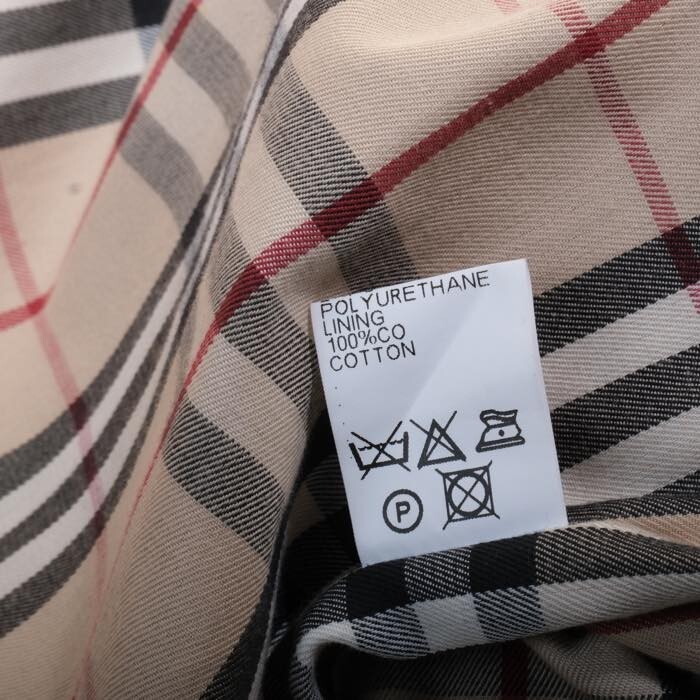 POLYURETHANE
LINING
100%CO
COTTON
P